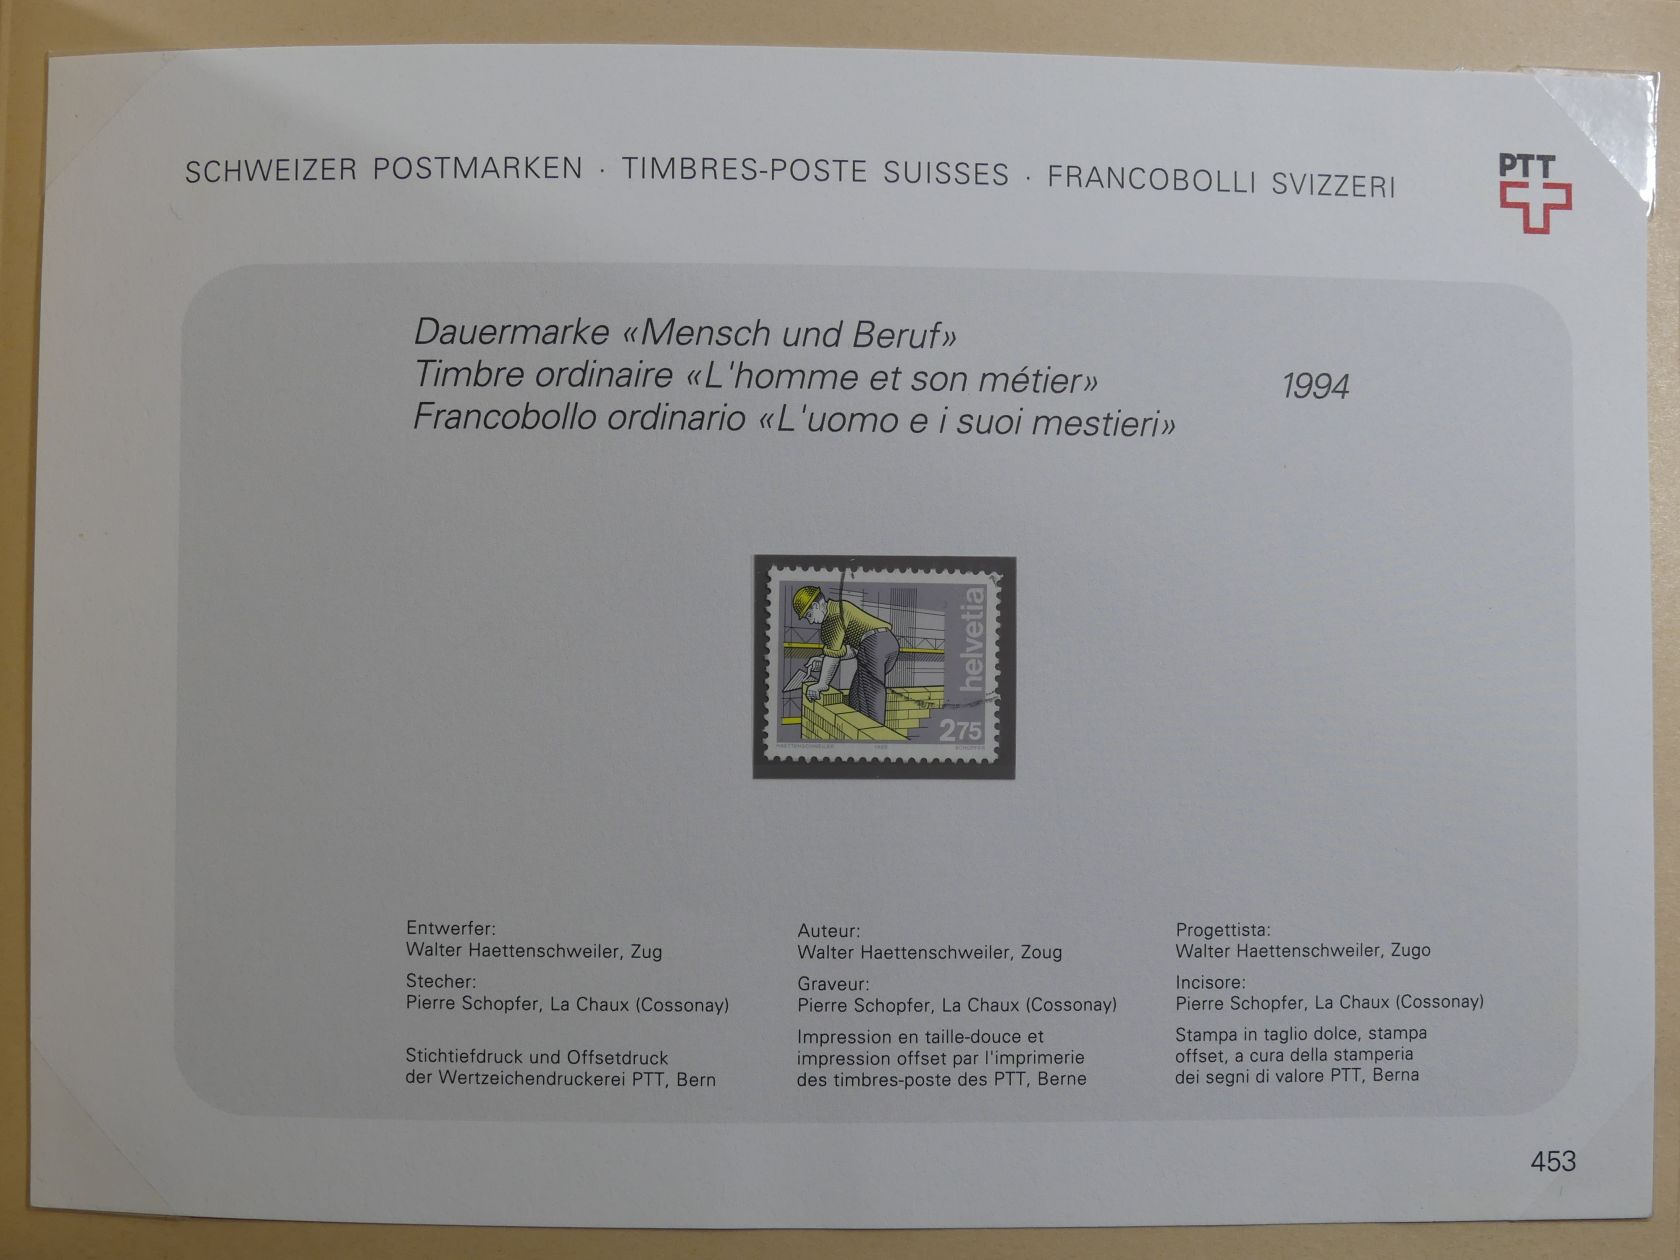 SCHWEIZER POSTMARKEN · TIMBRES-POSTE SUISSES · FRANCOBOLLI SVIZZERI
PTT
Dauermarke «Mensch und Beruf»
Timbre ordinaire «L'homme et son métier»
Francobollo ordinario «L'uomo e i suoi mestieri»
1994
helvetia
275
HAETTENSCHWEILER
SCHOPFER
Entwerfer:
Walter Haettenschweiler, Zug
Stecher:
Pierre Schopfer, La Chaux (Cossonay)
Stichtiefdruck und Offsetdruck
der Wertzeichendruckerei PTT, Bern
Auteur:
Walter Haettenschweiler, Zoug
Graveur:
Pierre Schopfer, La Chaux (Cossonay)
Impression en taille-douce et
impression offset par l'imprimerie
des timbres-poste des PTT, Berne
Progettista:
Walter Haettenschweiler, Zugo
Incisore:
Pierre Schopfer, La Chaux (Cossonay)
Stampa in taglio dolce, stampa
offset, a cura della stamperia
dei segni di valore PTT, Berna
453